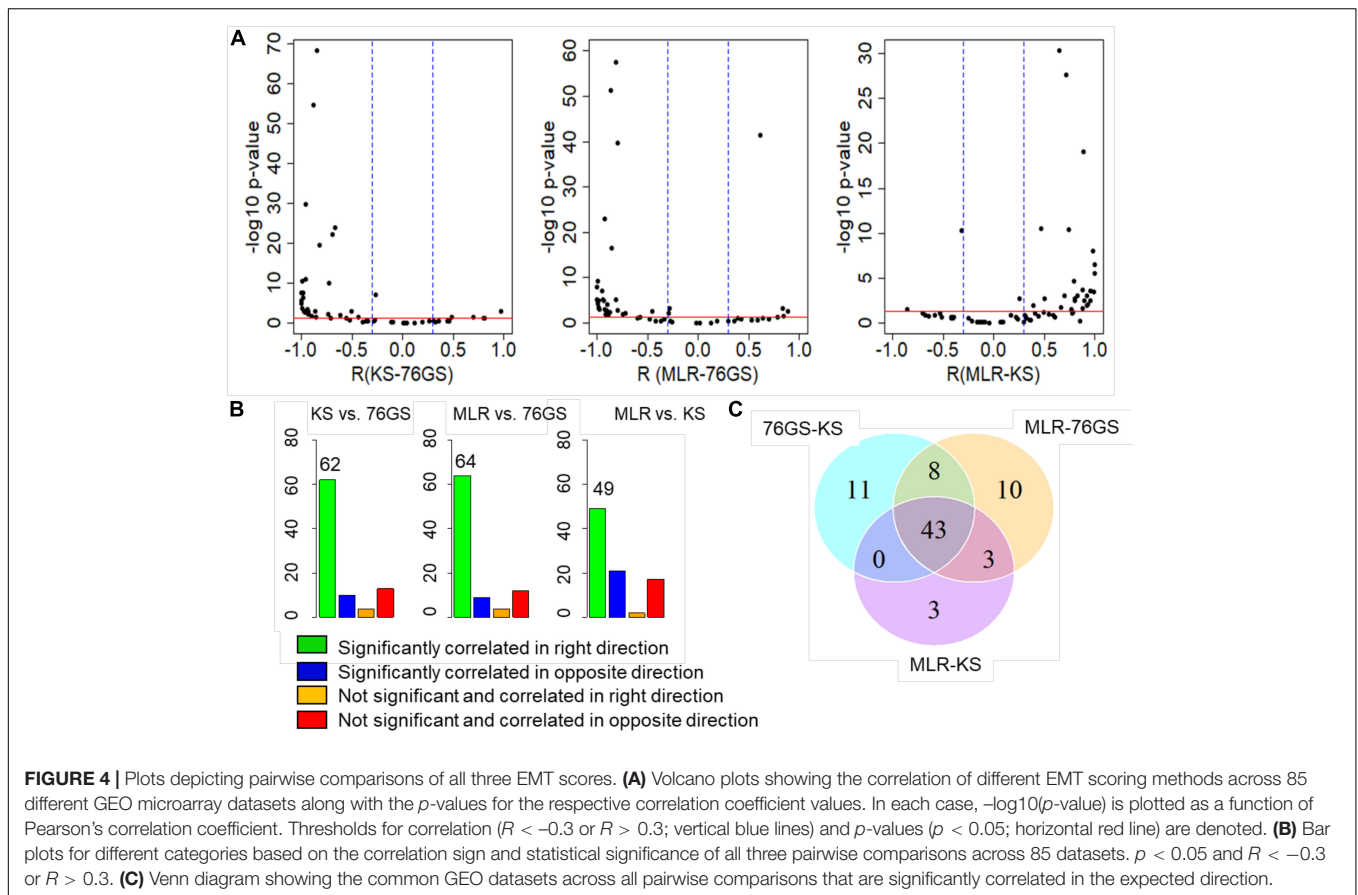 A
70
60
50
40
30
20
10
0
-log10 p-value
-1.0 -0.5 0.0 0.5 1.0
R(KS-76GS)
60
50
40
30
20
10
0
-log10 p-value
-1.0 -0.5 0.0 0.5 1.0
R (MLR-76GS)
30
25
20
15
10
5
0
-log10 p-value
-1.0 -0.5 0.0 0.5 1.0
R(MLR-KS)
B
KS vs. 76GS
80
60
40
20
0
62
MLR vs. 76GS
80
60
40
20
0
64
MLR vs. KS
80
60
40
20
0
49
Significantly correlated in right direction
Significantly correlated in opposite direction
Not significant and correlated in right direction
Not significant and correlated in opposite direction
C
76GS-KS
MLR-76GS
11
8
10
43
0
3
3
MLR-KS
FIGURE 4 | Plots depicting pairwise comparisons of all three EMT scores. (A) Volcano plots showing the correlation of different EMT scoring methods across 85
different GEO microarray datasets along with the p-values for the respective correlation coefficient values. In each case, –log10(p-value) is plotted as a function of
Pearson's correlation coefficient. Thresholds for correlation (R < –0.3 or R > 0.3; vertical blue lines) and p-values (p < 0.05; horizontal red line) are denoted. (B) Bar
plots for different categories based on the correlation sign and statistical significance of all three pairwise comparisons across 85 datasets. p < 0.05 and R < −0.3
or R > 0.3. (C) Venn diagram showing the common GEO datasets across all pairwise comparisons that are significantly correlated in the expected direction.